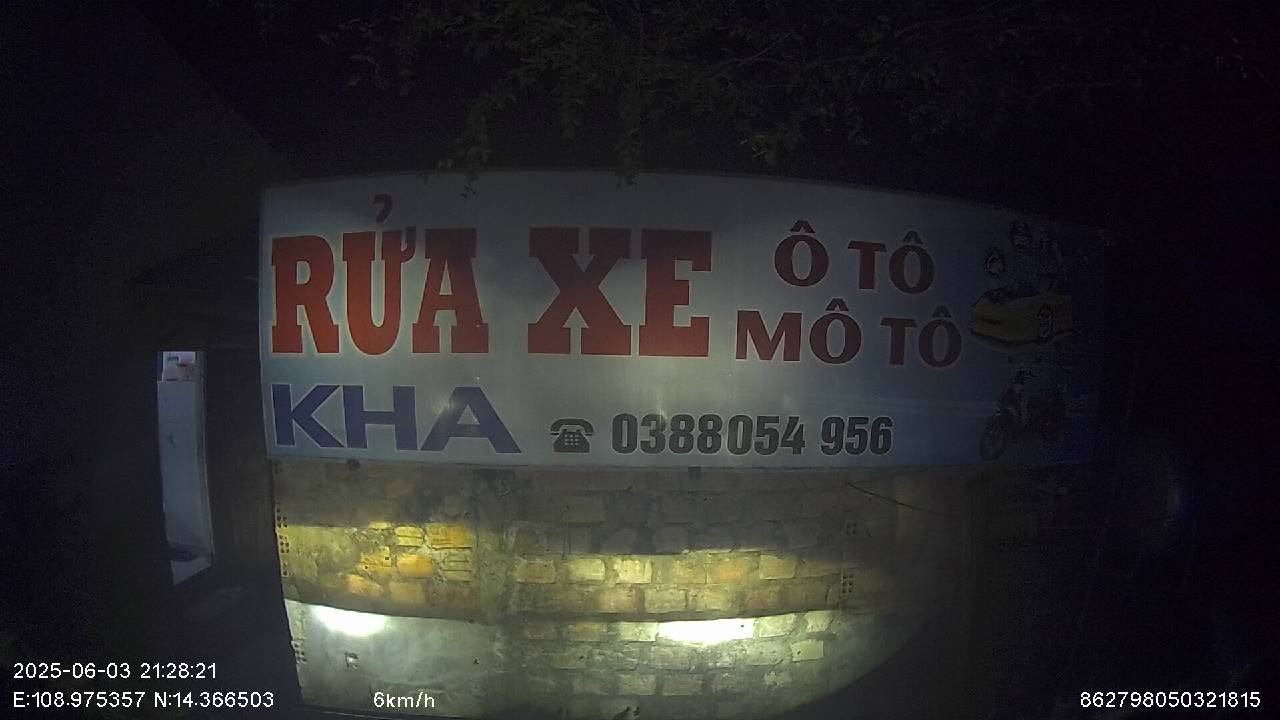 RỬA XE
Ô TÔ
MÔ TÔ
KHA
0388054 956
2025-06-03 21:28:21
E:108.975357 N:14.366503
6km/h
862798050321815